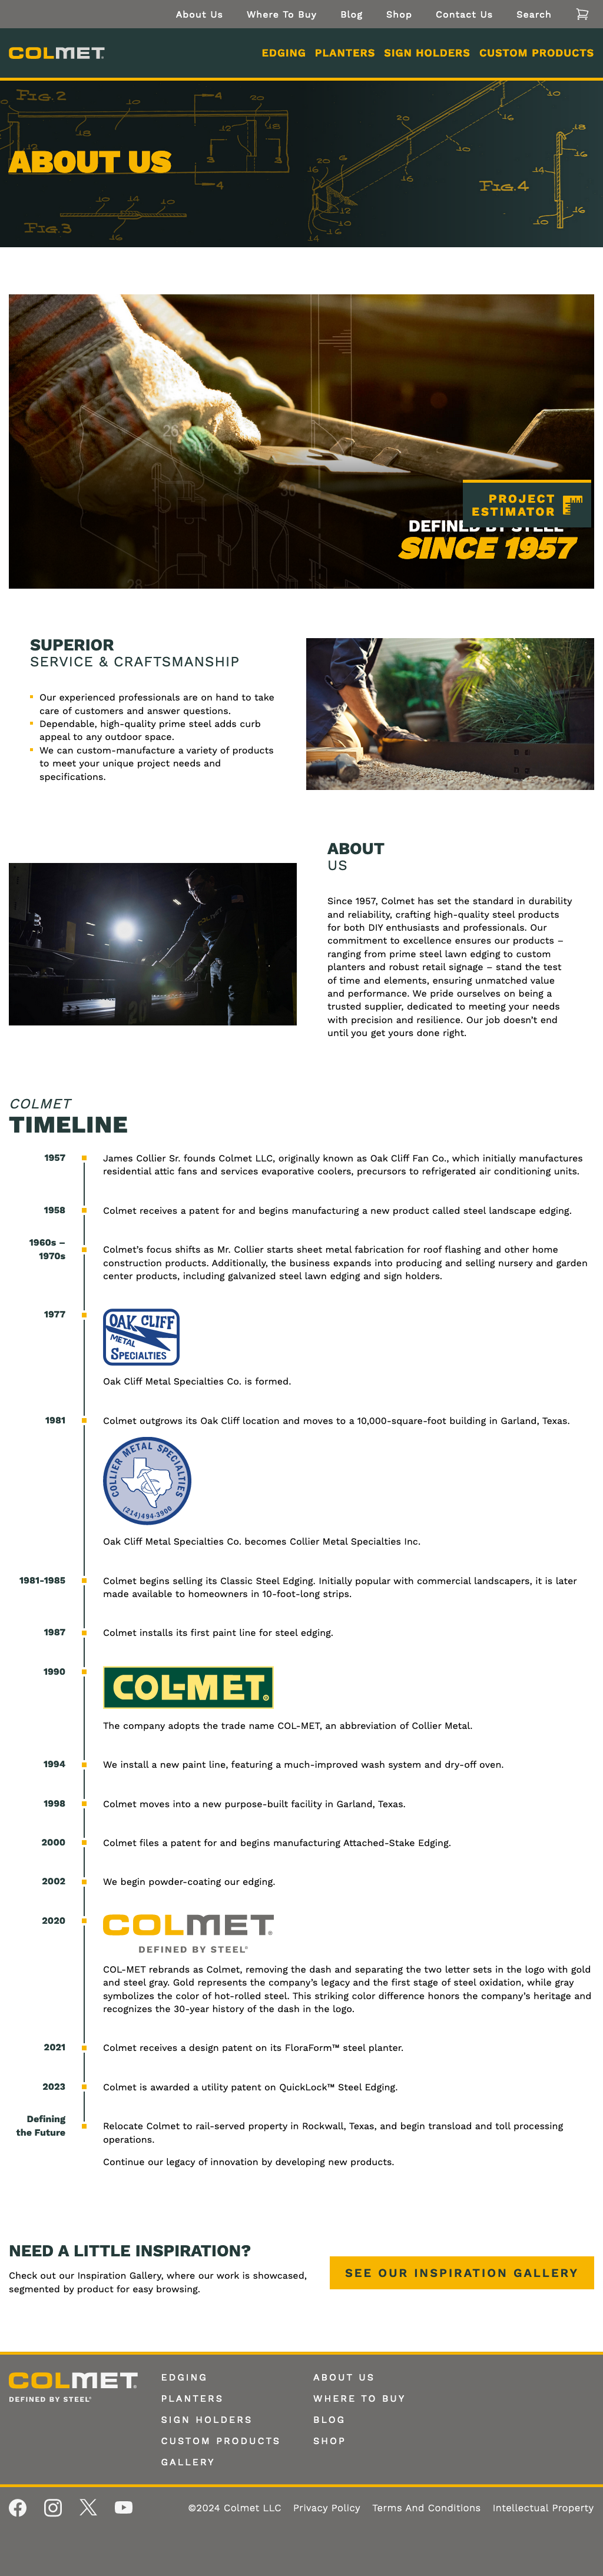 About Us Where To Buy Blog Shop Contact Us Search
COLMET
EDGING PLANTERS SIGN HOLDERS CUSTOM PRODUCTS
FIG.2
ABOUT US
FIG.3
FIG.4
PROJECT
ESTIMATOR
DEFINED BY STEEL
SINCE 1957
SUPERIOR
SERVICE & CRAFTSMANSHIP
Our experienced professionals are on hand to take
care of customers and answer questions.
Dependable, high-quality prime steel adds curb
appeal to any outdoor space.
We can custom-manufacture a variety of products
to meet your unique project needs and
specifications.
ABOUT
US
Since 1957, Colmet has set the standard in durability
and reliability, crafting high-quality steel products
for both DIY enthusiasts and professionals. Our
commitment to excellence ensures our products –
ranging from prime steel lawn edging to custom
planters and robust retail signage – stand the test
of time and elements, ensuring unmatched value
and performance. We pride ourselves on being a
trusted supplier, dedicated to meeting your needs
with precision and resilience. Our job doesn't end
until you get yours done right.
COLMET
TIMELINE
1957
James Collier Sr. founds Colmet LLC, originally known as Oak Cliff Fan Co., which initially manufactures
residential attic fans and services evaporative coolers, precursors to refrigerated air conditioning units.
1958
Colmet receives a patent for and begins manufacturing a new product called steel landscape edging.
1960s –
1970s
Colmet's focus shifts as Mr. Collier starts sheet metal fabrication for roof flashing and other home
construction products. Additionally, the business expands into producing and selling nursery and garden
center products, including galvanized steel lawn edging and sign holders.
1977
OAK CLIFF
METAL
SPECIALTIES
Oak Cliff Metal Specialties Co. is formed.
1981
Colmet outgrows its Oak Cliff location and moves to a 10,000-square-foot building in Garland, Texas.
COLLIER METAL SPECIALTIES
(214)494-3900
Oak Cliff Metal Specialties Co. becomes Collier Metal Specialties Inc.
1981-1985
Colmet begins selling its Classic Steel Edging. Initially popular with commercial landscapers, it is later
made available to homeowners in 10-foot-long strips.
1987
Colmet installs its first paint line for steel edging.
1990
COL-MET®
The company adopts the trade name COL-MET, an abbreviation of Collier Metal.
1994
We install a new paint line, featuring a much-improved wash system and dry-off oven.
1998
Colmet moves into a new purpose-built facility in Garland, Texas.
2000
Colmet files a patent for and begins manufacturing Attached-Stake Edging.
2002
We begin powder-coating our edging.
2020
COLMET®
DEFINED BY STEEL®
COL-MET rebrands as Colmet, removing the dash and separating the two letter sets in the logo with gold
and steel gray. Gold represents the company's legacy and the first stage of steel oxidation, while gray
symbolizes the color of hot-rolled steel. This striking color difference honors the company's heritage and
recognizes the 30-year history of the dash in the logo.
2021
Colmet receives a design patent on its FloraForm™ steel planter.
2023
Colmet is awarded a utility patent on QuickLock™ Steel Edging.
Defining
the Future
Relocate Colmet to rail-served property in Rockwall, Texas, and begin transload and toll processing
operations.
Continue our legacy of innovation by developing new products.
NEED A LITTLE INSPIRATION?
Check out our Inspiration Gallery, where our work is showcased,
segmented by product for easy browsing.
SEE OUR INSPIRATION GALLERY
COLMET
DEFINED BY STEEL®
EDGING
PLANTERS
SIGN HOLDERS
CUSTOM PRODUCTS
GALLERY
ABOUT US
WHERE TO BUY
BLOG
SHOP
©2024 Colmet LLC Privacy Policy Terms And Conditions Intellectual Property